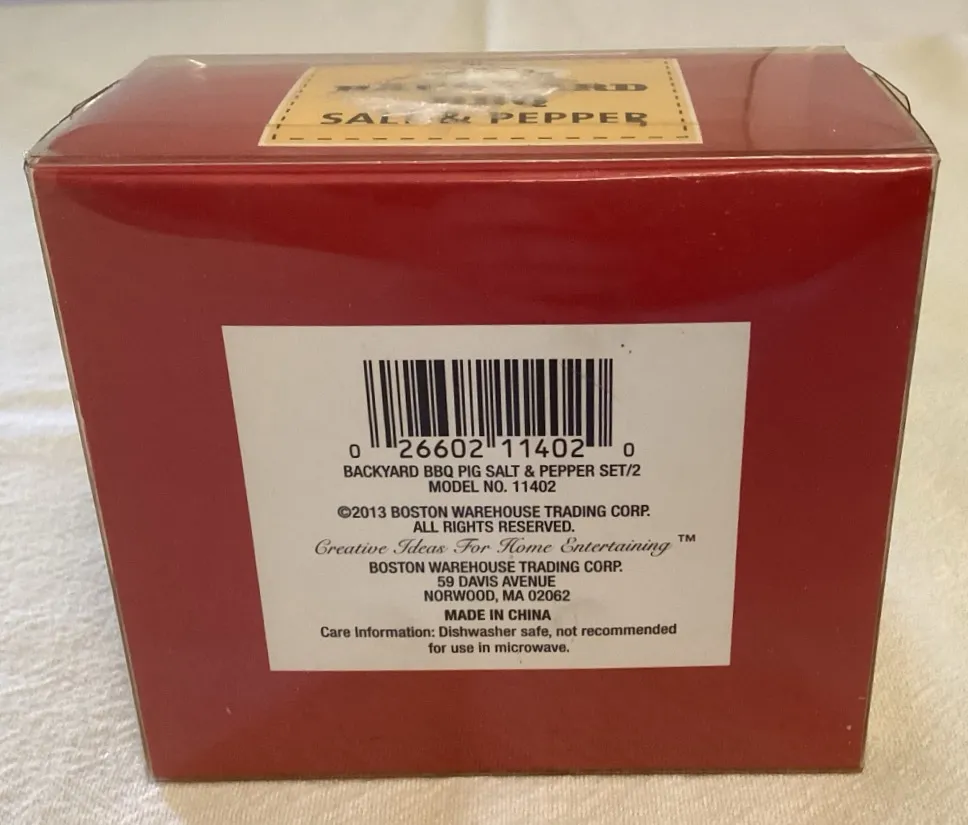 SALT & PEPPER
0 26602 11402 0
BACKYARD BBQ PIG SALT & PEPPER SET/2
MODEL NO. 11402
©2013 BOSTON WAREHOUSE TRADING CORP.
ALL RIGHTS RESERVED.
Creative Ideas For Home Entertaining™
BOSTON WAREHOUSE TRADING CORP.
59 DAVIS AVENUE
NORWOOD, MA 02062
MADE IN CHINA
Care Information: Dishwasher safe, not recommended
for use in microwave.